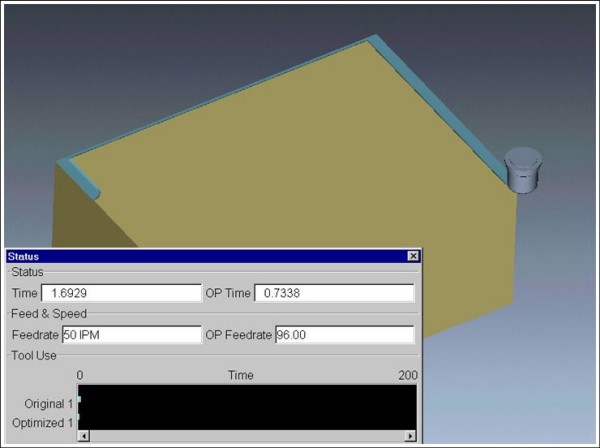 Status
Status
Time 1.6929 OP Time 0.7338
Feed & Speed
Feedrate 50 IPM OP Feedrate 96.00
Tool Use
0 Time 200
Original 1
Optimized 1